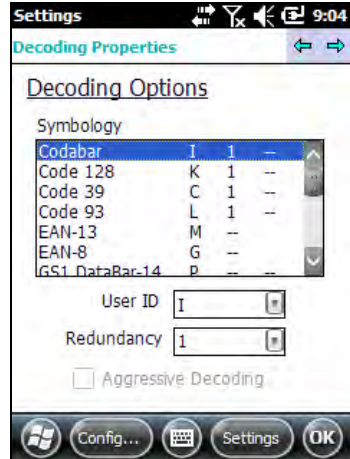 Settings 9:04
Decoding Properties
Decoding Options
Symbology
Codabar I 1 --
Code 128 K 1 --
Code 39 C 1 --
Code 93 L 1 --
EAN-13 M --
EAN-8 G --
GS1 DataBar-14 P -- --
User ID I
Redundancy 1
Aggressive Decoding
Config... Settings OK